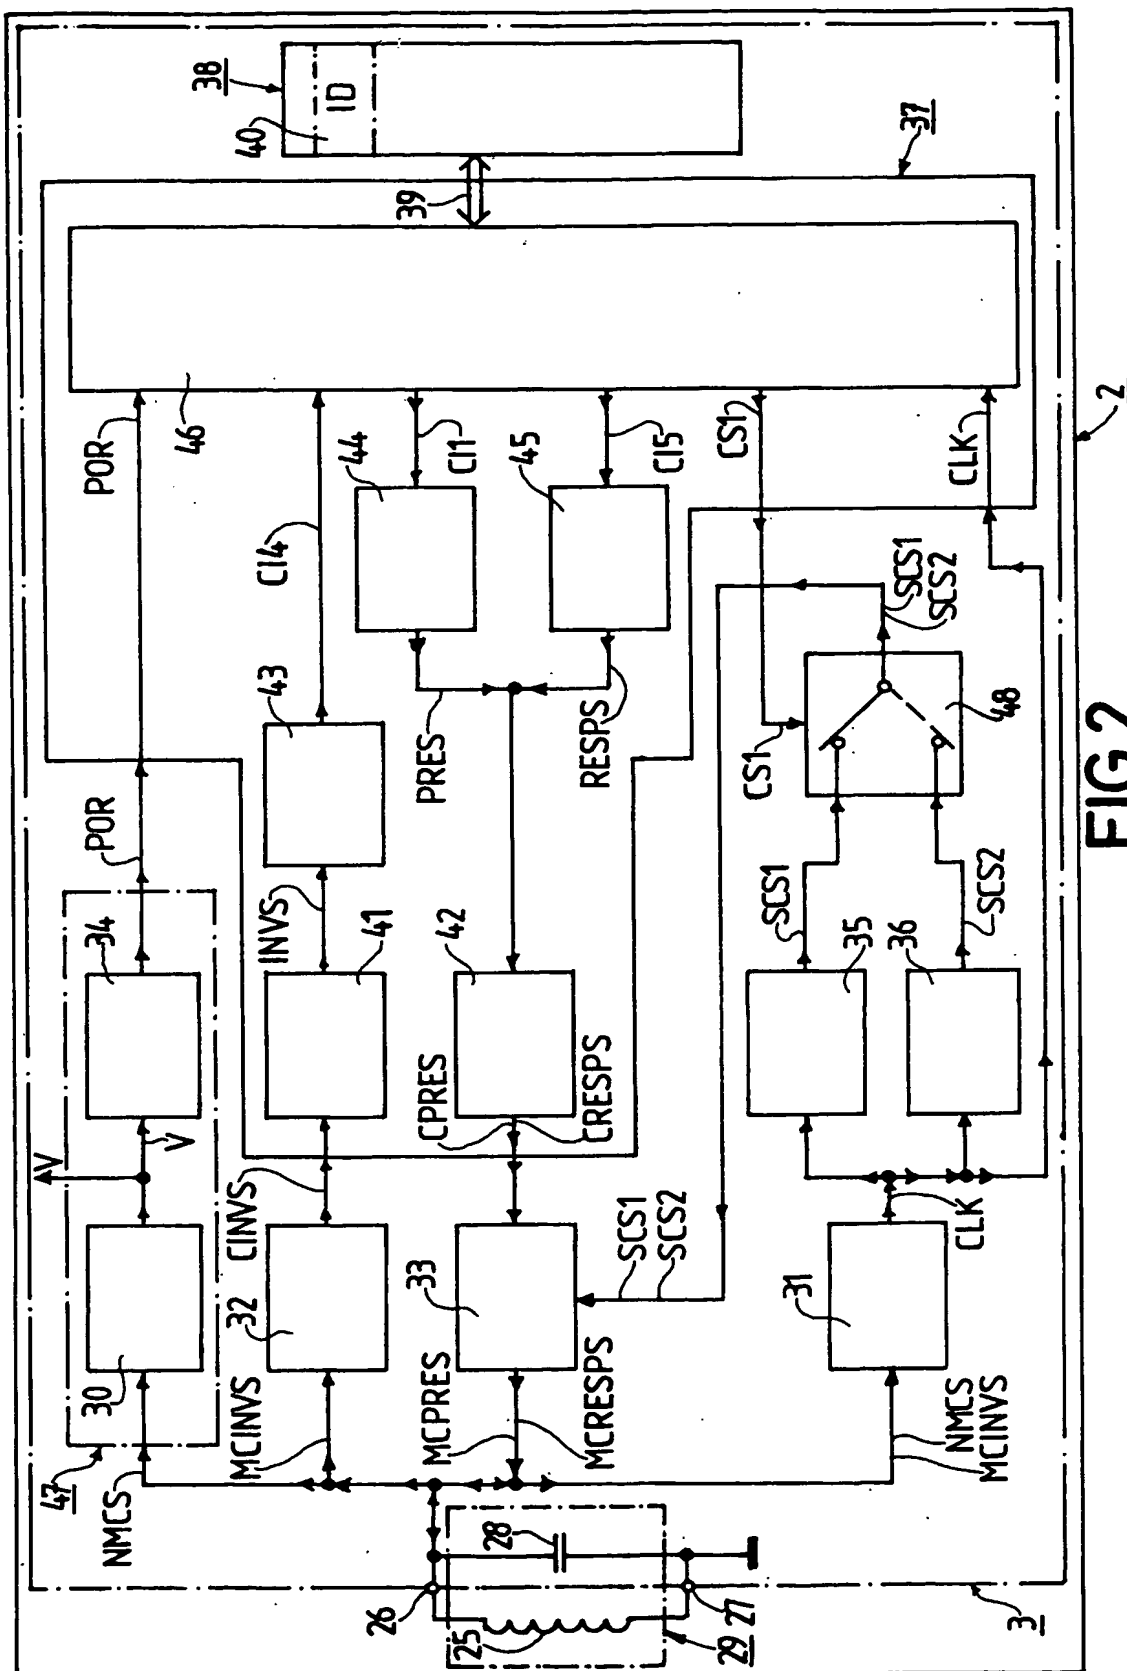 47
NMCS
30
V
V
34
POR
POR
46
38
40
ID
39
37
MCINVS
32
CINVS
41
INVS
43
CI4
44
CI1
PRES
45
CI5
RESPS
26
25
28
29
27
MCPRES
MCRESPS
33
CPRES
CRESPS
42
SCS1
SCS2
CS1
CS1
SCS1
SCS2
48
SCS1
35
SCS2
36
NMCS
MCINVS
31
CLK
CLK
3
2
FIG.2